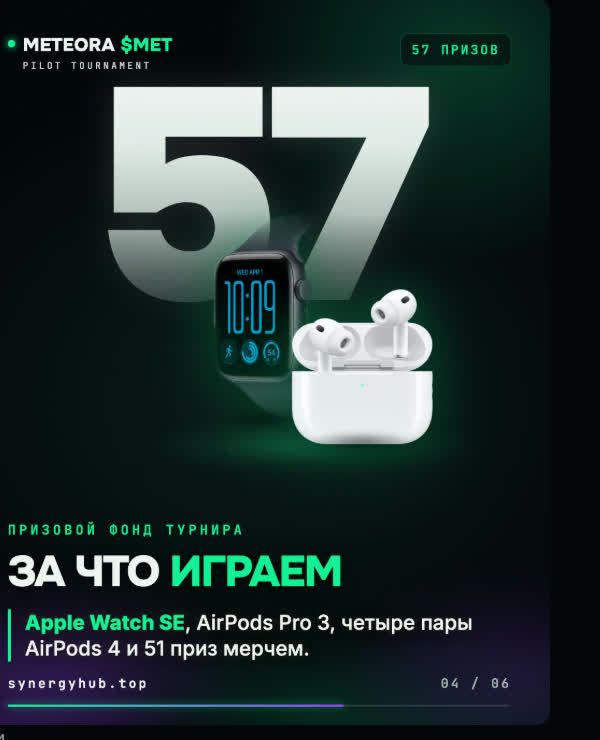 METEORA $MET
57 ПРИЗОВ
PILOT TOURNAMENT
57
WED APR 1
10:09
54
ПРИЗОВОЙ ФОНД ТУРНИРА
ЗА ЧТО ИГРАЕМ
Apple Watch SE, AirPods Pro 3, четыре пары
AirPods 4 и 51 приз мерчем.
synergyhub.top
04 / 06